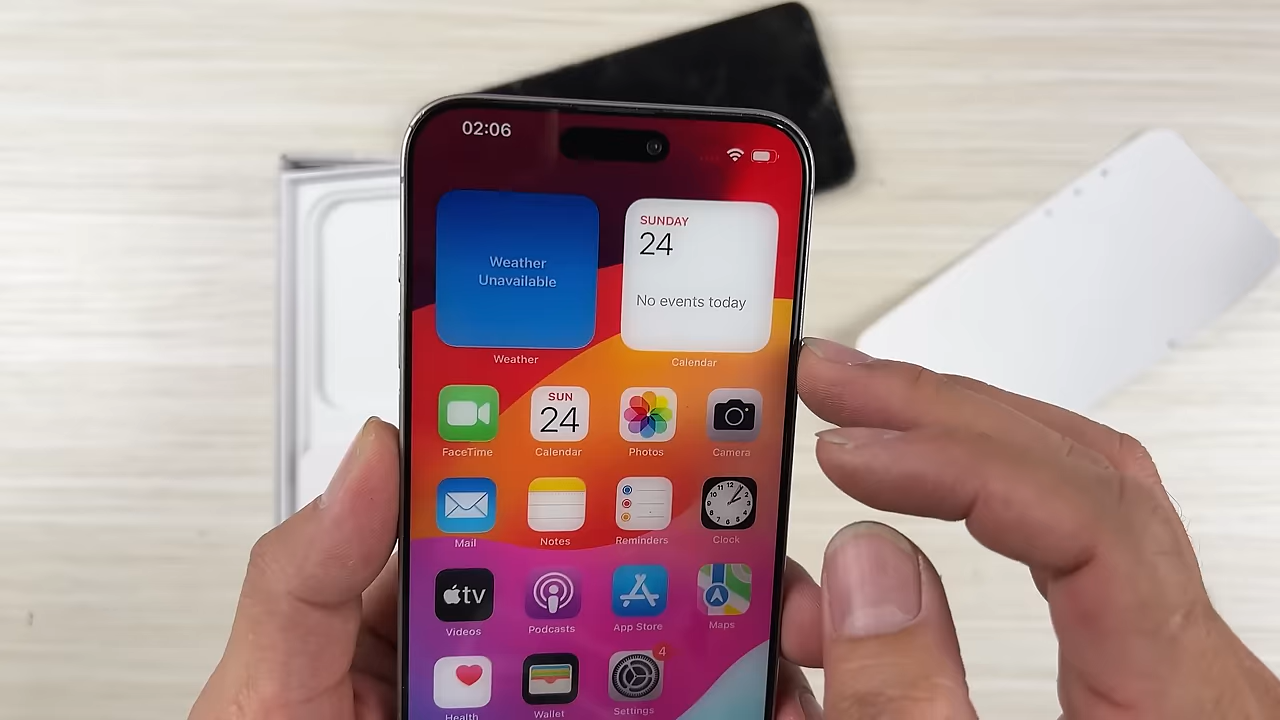 02:06
Weather
Unavailable
SUNDAY
24
No events today
Weather
Calendar
SUN
24
FaceTime
Calendar
Photos
Camera
Mail
Notes
Reminders
Clock
tv
Videos
Podcasts
App Store
Maps
4
Health
Wallet
Settings